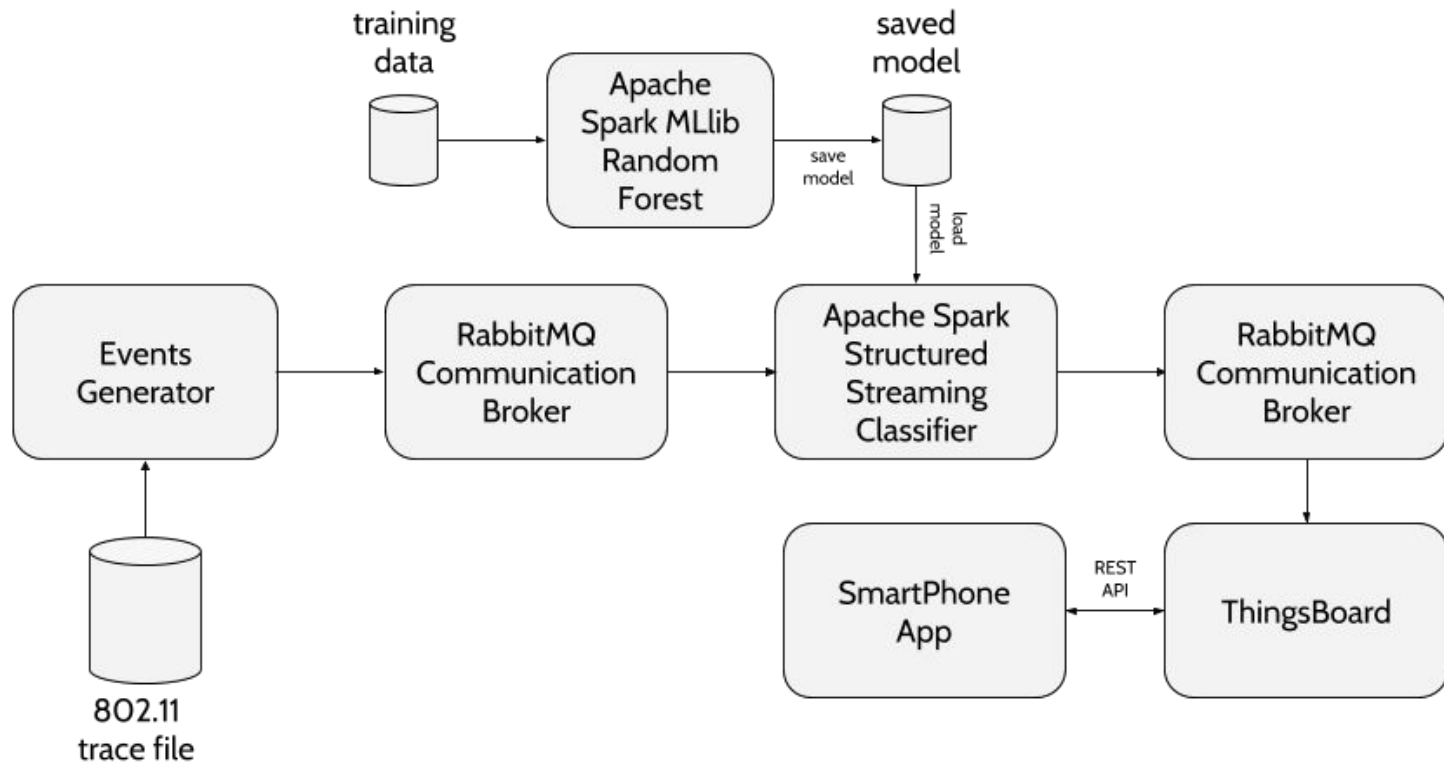 training
data
Apache
Spark MLlib
Random
Forest
save
model
saved
model
load
model
Events
Generator
RabbitMQ
Communication
Broker
Apache Spark
Structured
Streaming
Classifier
RabbitMQ
Communication
Broker
SmartPhone
App
REST
API
ThingsBoard
802.11
trace file